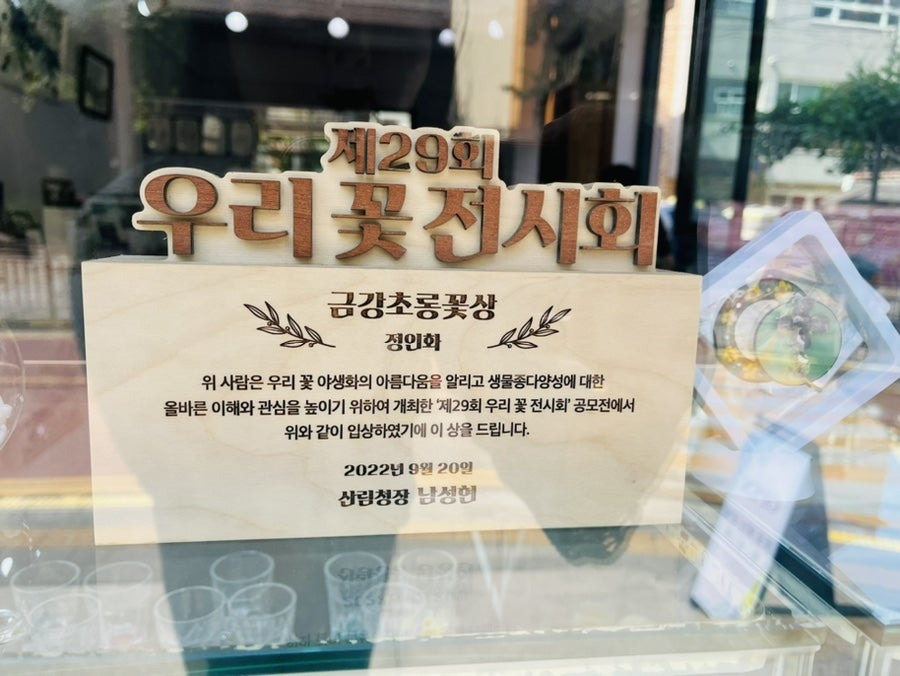 제29회
우리 꽃 전시회
금강초롱꽃상
정인화
위 사람은 우리 꽃 야생화의 아름다움을 알리고 생물종다양성에 대한
올바른 이해와 관심을 높이기 위하여 개최한 '제29회 우리 꽃 전시회' 공모전에서
위와 같이 입상하였기에 이 상을 드립니다.
2022년 9월 20일
산림청장 남성현